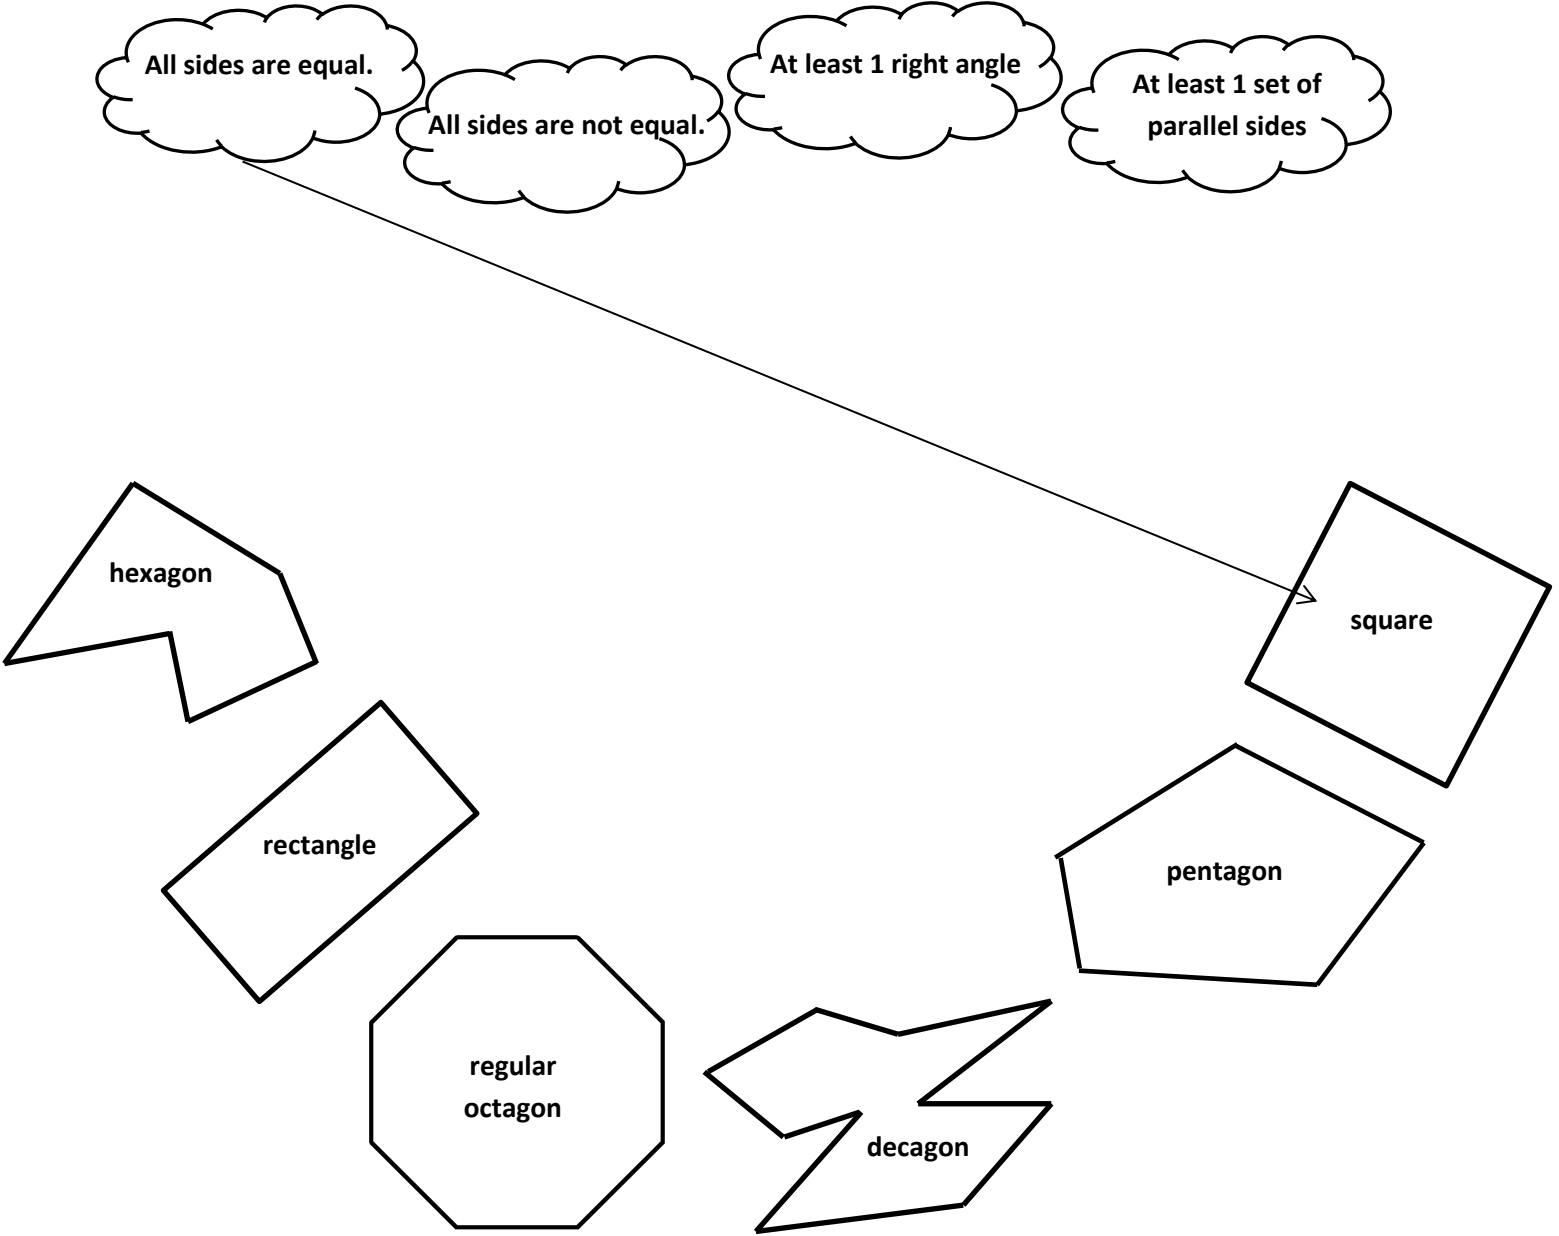 All sides are equal.
All sides are not equal.
At least 1 right angle
At least 1 set of
parallel sides
hexagon
square
rectangle
pentagon
regular
octagon
decagon